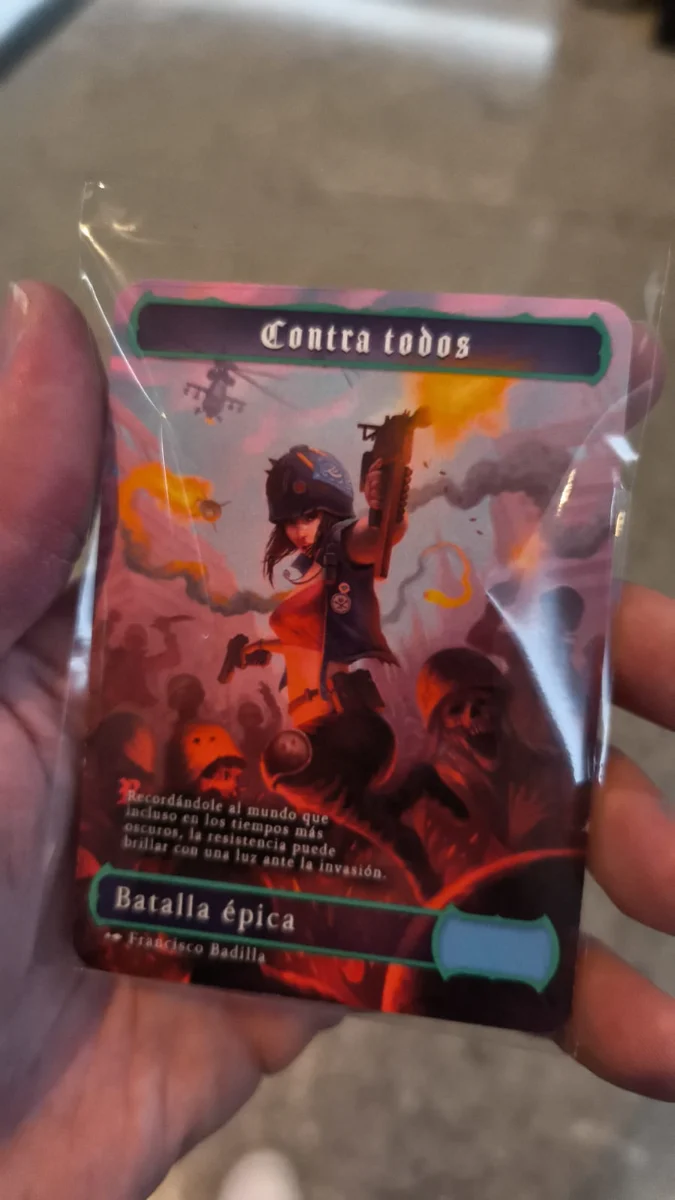 Contra todos
Recordándole al mundo que
incluso en los tiempos más
oscuros, la resistencia puede
brillar con una luz ante la invasión.
Batalla épica
Francisco Badilla